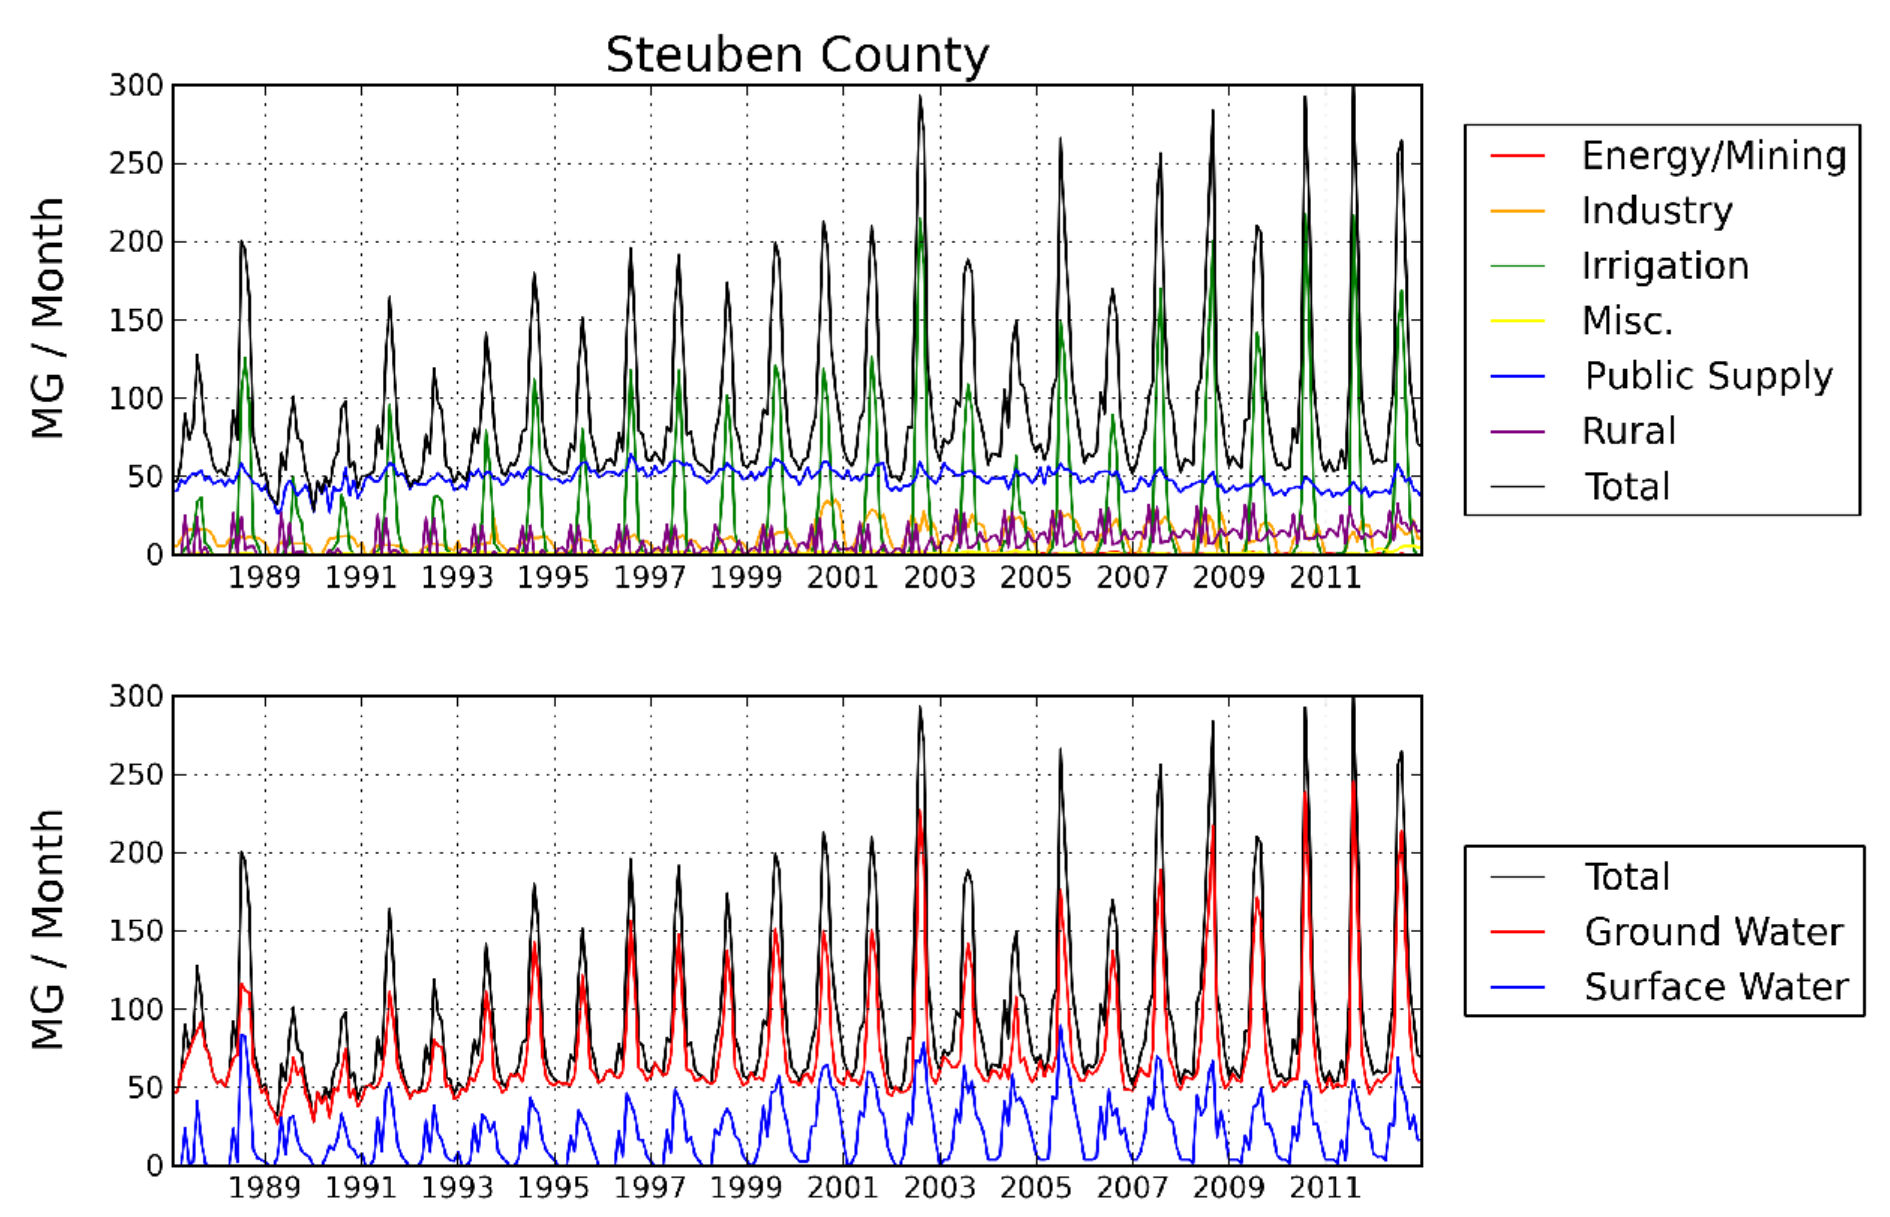 Steuben County
300
250
200
150
100
50
0
MG / Month
1989 1991 1993 1995 1997 1999 2001 2003 2005 2007 2009 2011
Energy/Mining
Industry
Irrigation
Misc.
Public Supply
Rural
Total
300
250
200
150
100
50
0
MG / Month
1989 1991 1993 1995 1997 1999 2001 2003 2005 2007 2009 2011
Total
Ground Water
Surface Water